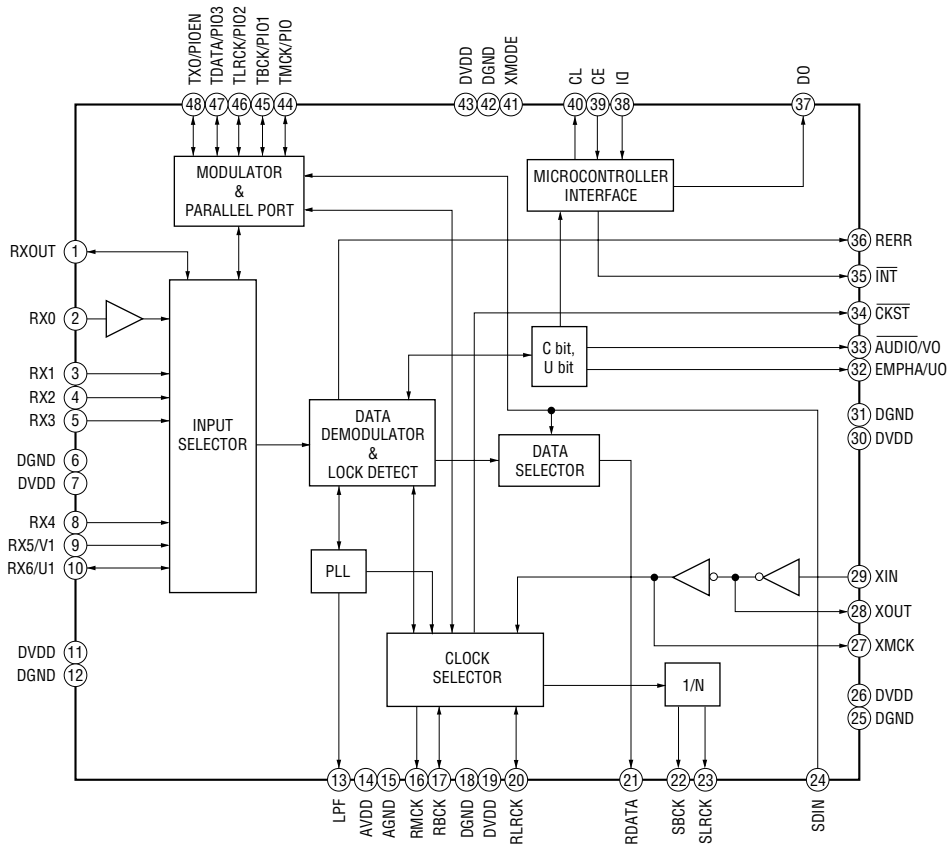 TXO/PIOEN
TDATA/PIO3
TLRCK/PIO2
TBCK/PIO1
TMCK/PIO
DVDD
DGND
XMODE
CL
CE
DI
DO
48
47
46
45
44
43
42
41
40
39
38
37
MODULATOR
&
PARALLEL PORT
MICROCONTROLLER
INTERFACE
RXOUT 1
RX0 2
RX1 3
RX2 4
RX3 5
DGND 6
DVDD 7
RX4 8
RX5/V1 9
RX6/U1 10
DVDD 11
DGND 12
INPUT
SELECTOR
DATA
DEMODULATOR
&
LOCK DETECT
C bit,
U bit
DATA
SELECTOR
PLL
CLOCK
SELECTOR
1/N
36 RERR
35 INT
34 CKST
33 AUDIO/VO
32 EMPHA/UO
31 DGND
30 DVDD
29 XIN
28 XOUT
27 XMCK
26 DVDD
25 DGND
13
14
15
16
17
18
19
20
21
22
23
24
LPF
AVDD
AGND
RMCK
RBCK
DGND
DVDD
RLRCK
RDATA
SBCK
SLRCK
SDIN